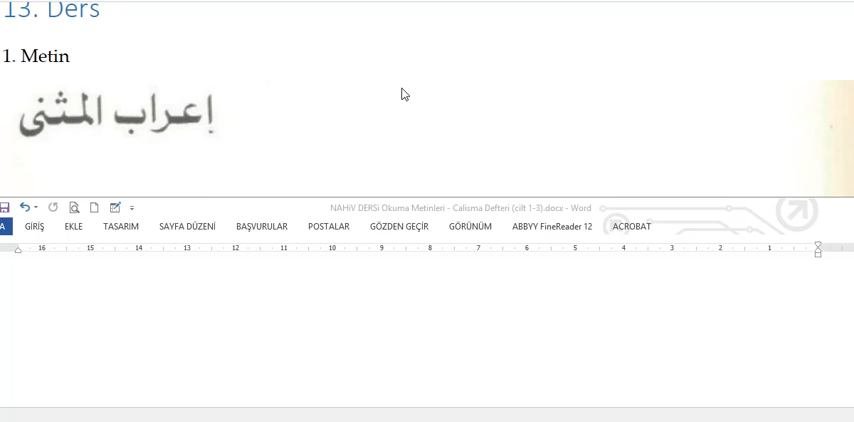 13. Ders
1. Metin
إعراب المثنى
NAHiV DERSi Okuma Metinleri - Calisma Defteri (cilt 1-3).docx - Word
A GİRİŞ EKLE TASARIM SAYFA DÜZENİ BAŞVURULAR POSTALAR GÖZDEN GEÇİR GÖRÜNÜM ABBYY FineReader 12 ACROBAT
16 15 14 13 12 11 10 9 8 7 6 5 4 3 2 1